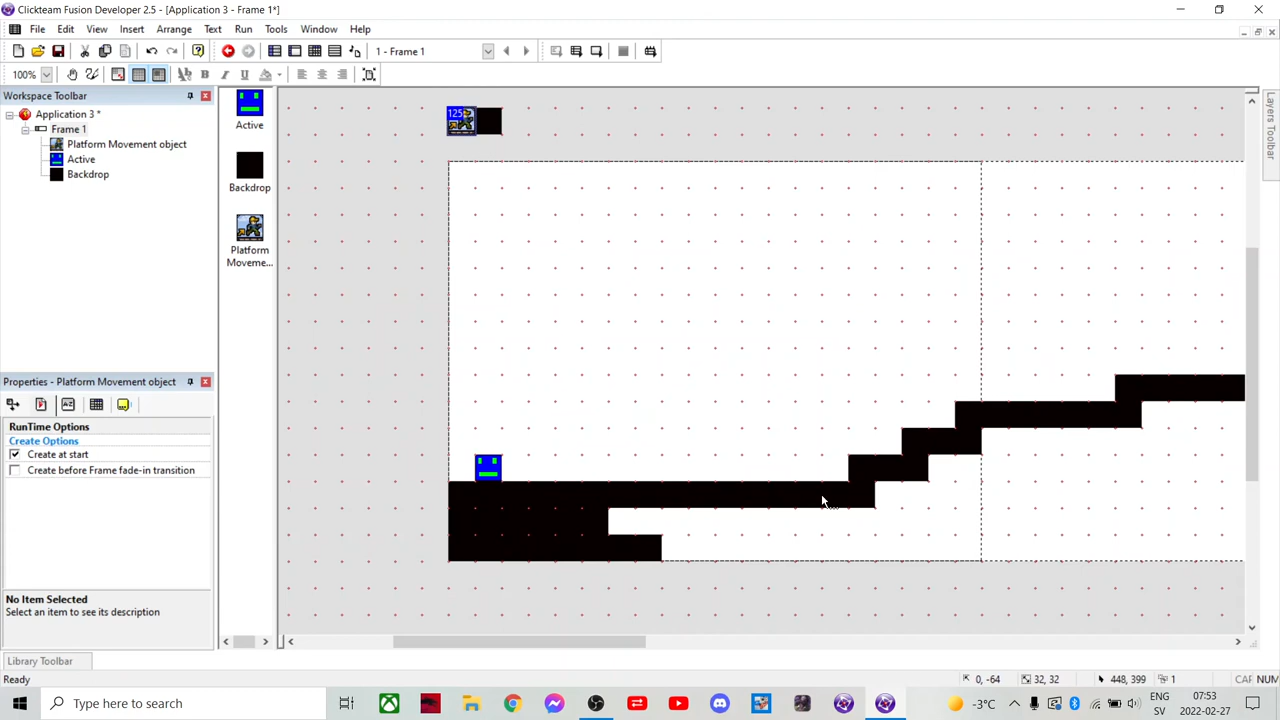 Clickteam Fusion Developer 2.5 - [Application 3 - Frame 1*]
File Edit View Insert Arrange Text Run Tools Window Help
1 - Frame 1
100%
Workspace Toolbar
Application 3 *
Frame 1
Platform Movement object
Active
Backdrop
Active
Backdrop
Platform
Moveme...
125
Layers Toolbar
Properties - Platform Movement object
RunTime Options
Create Options
Create at start
Create before Frame fade-in transition
No Item Selected
Select an item to see its description
Library Toolbar
Ready
0, -64
32, 32
1
448, 399
CAP
NUM
Type here to search
-3°C
ENG
SV
07:53
2022-02-27